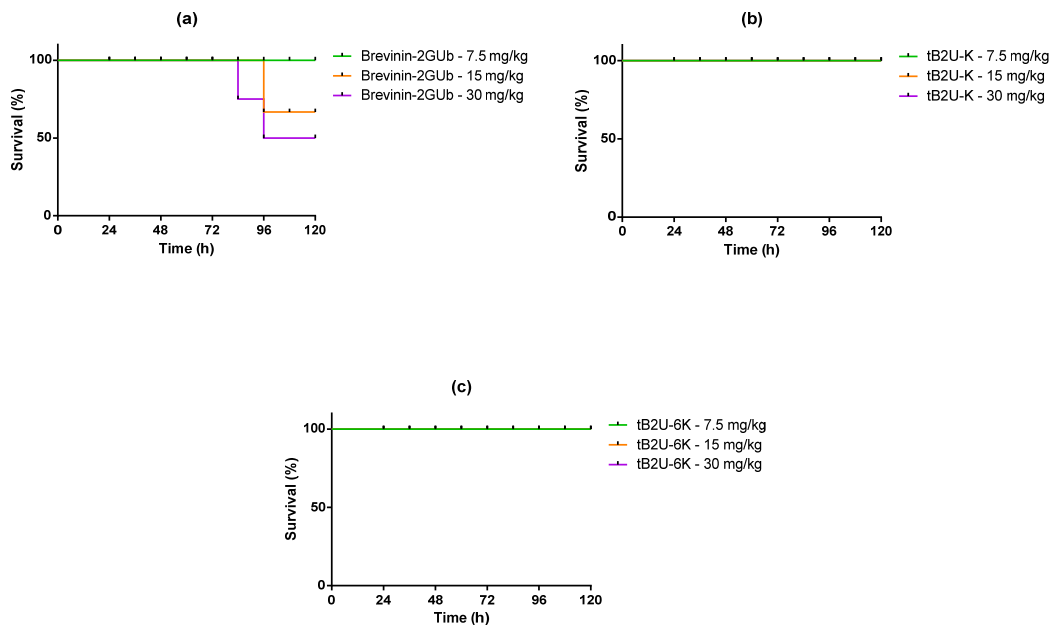 (a)
100
50
0
Survival (%)
0 24 48 72 96 120
Time (h)
Brevinin-2GUb - 7.5 mg/kg
Brevinin-2GUb - 15 mg/kg
Brevinin-2GUb - 30 mg/kg
(b)
100
50
0
Survival (%)
0 24 48 72 96 120
Time (h)
tB2U-K - 7.5 mg/kg
tB2U-K - 15 mg/kg
tB2U-K - 30 mg/kg
(c)
100
50
0
Survival (%)
0 24 48 72 96 120
Time (h)
tB2U-6K - 7.5 mg/kg
tB2U-6K - 15 mg/kg
tB2U-6K - 30 mg/kg